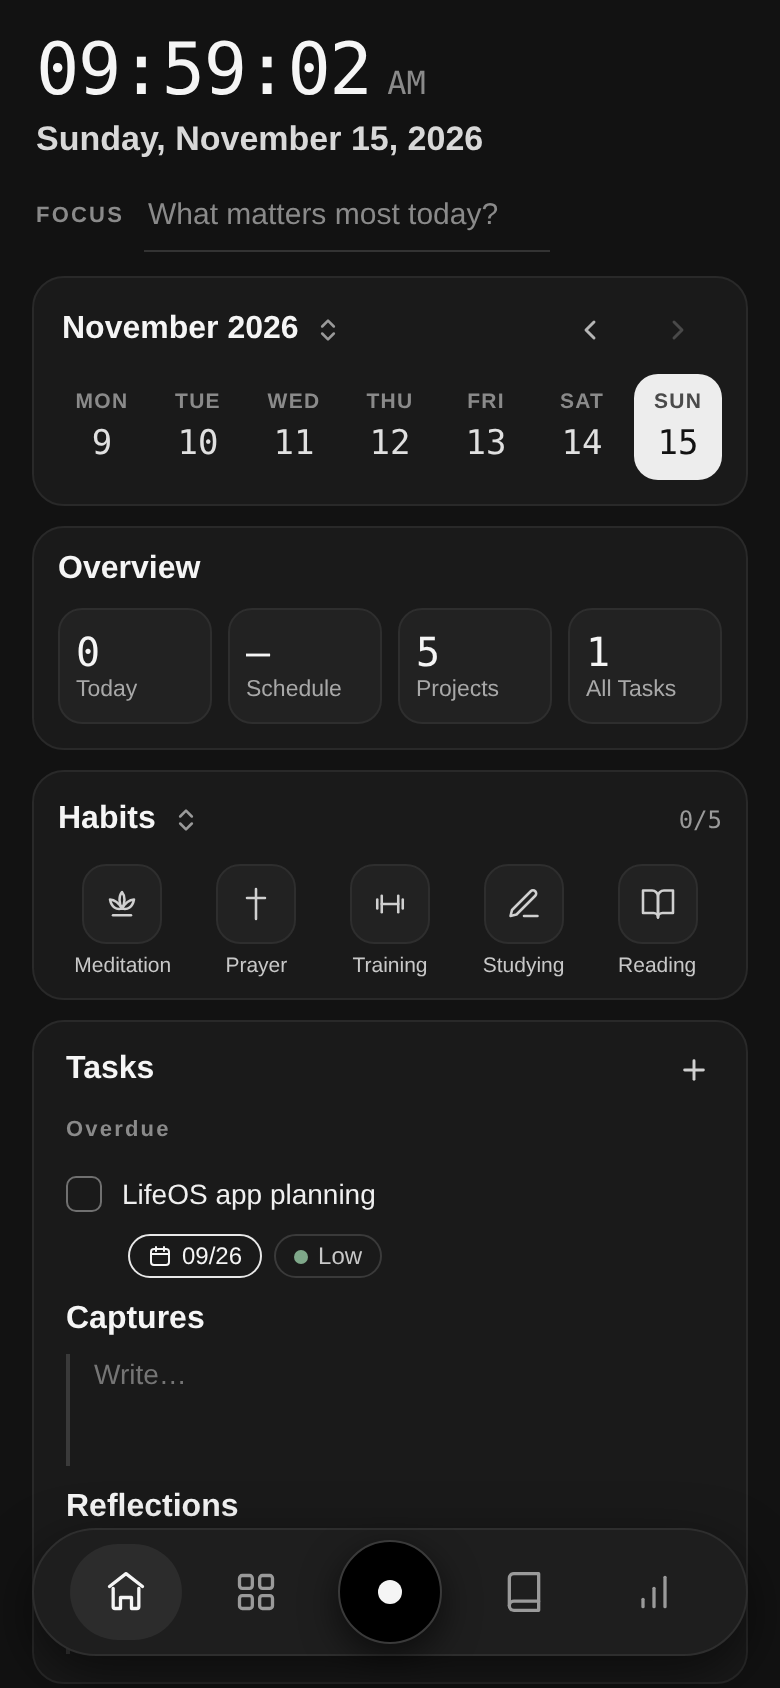 09:59:02 AM
Sunday, November 15, 2026
FOCUS What matters most today?
November 2026
MON TUE WED THU FRI SAT SUN
9 10 11 12 13 14 15
Overview
0 – 5 1
Today Schedule Projects All Tasks
Habits 0/5
Meditation Prayer Training Studying Reading
Tasks
Overdue
LifeOS app planning
09/26 Low
Captures
Write…
Reflections